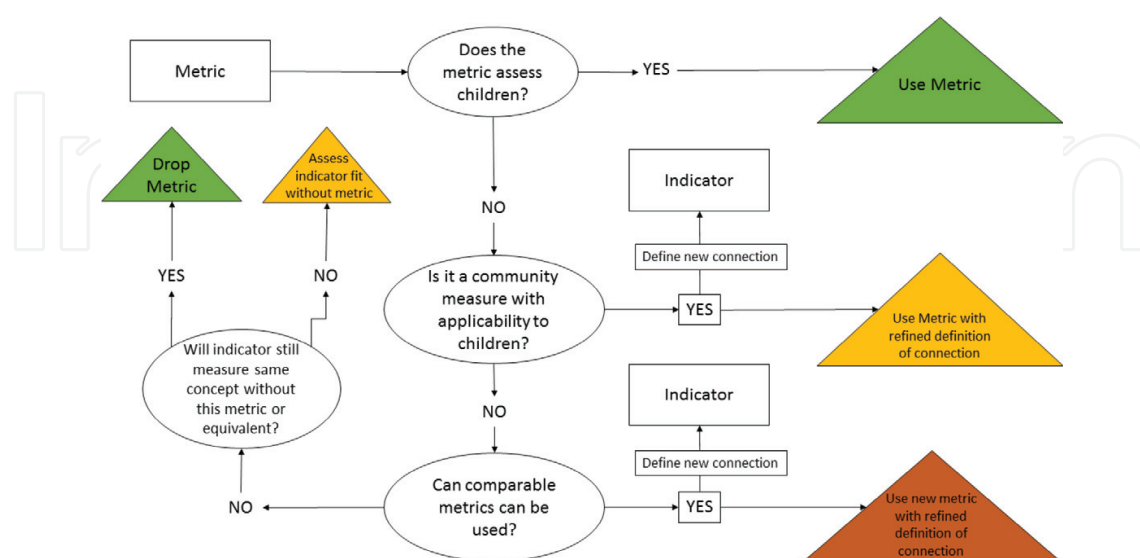 Metric
Does the
metric assess
children?
YES
Use Metric
Drop
Metric
Assess
indicator fit
without metric
Indicator
NO
Define new connection
YES
NO
Is it a community
measure with
applicability to
children?
YES
Use Metric with
refined definition
of connection
Will indicator still
measure same
concept without
this metric or
equivalent?
NO
Indicator
Define new connection
NO
Can comparable
metrics can be
used?
YES
Use new metric
with refined
definition of
connection